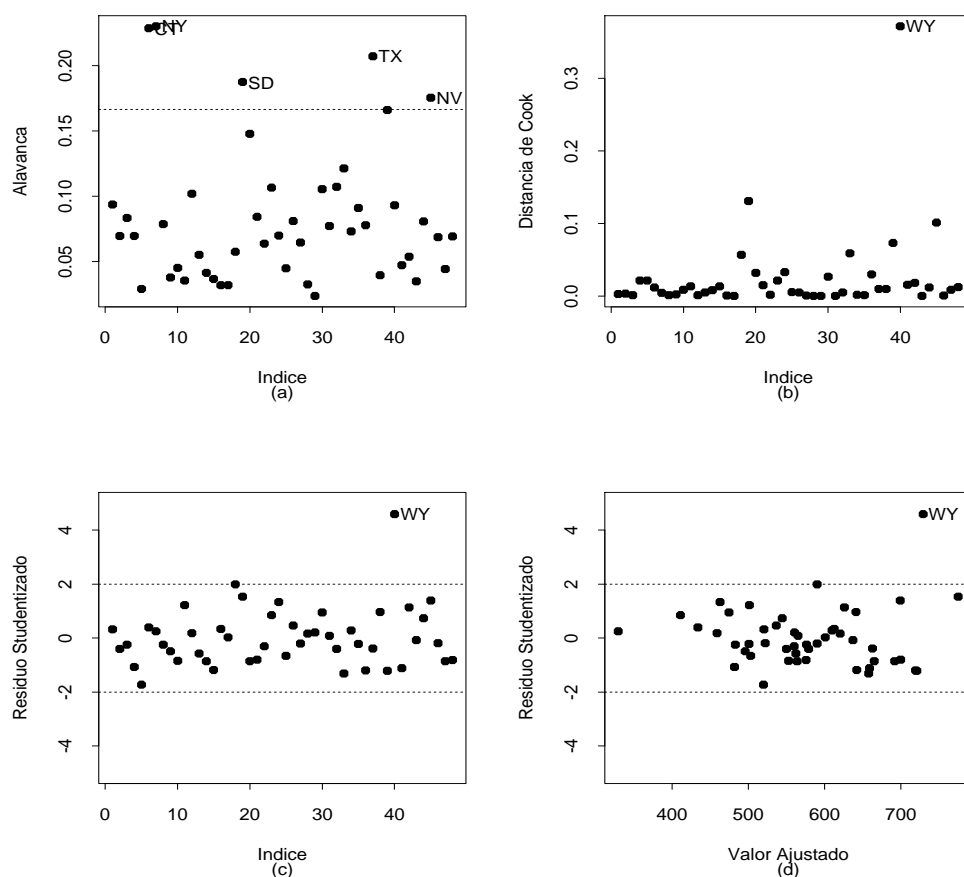 NY
CT
TX
SD
NV
0.20
0.15
0.10
0.05
Alavanca
0 10 20 30 40
Indice
(a)
WY
0.3
0.2
0.1
0.0
Distancia de Cook
0 10 20 30 40
Indice
(b)
WY
4
2
0
-2
-4
Residuo Studentizado
0 10 20 30 40
Indice
(c)
WY
4
2
0
-2
-4
Residuo Studentizado
400 500 600 700
Valor Ajustado
(d)